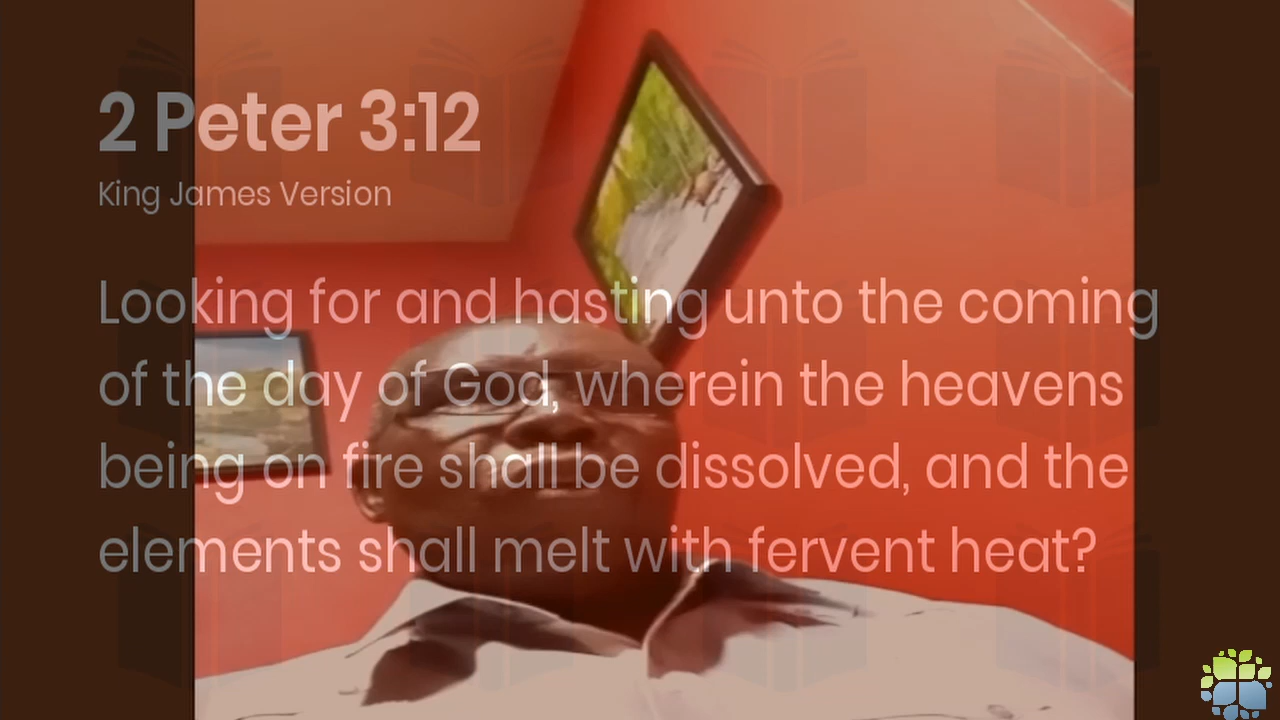 2 Peter 3:12
King James Version
Looking for and hasting unto the coming
of the day of God, wherein the heavens
being on fire shall be dissolved, and the
elements shall melt with fervent heat?